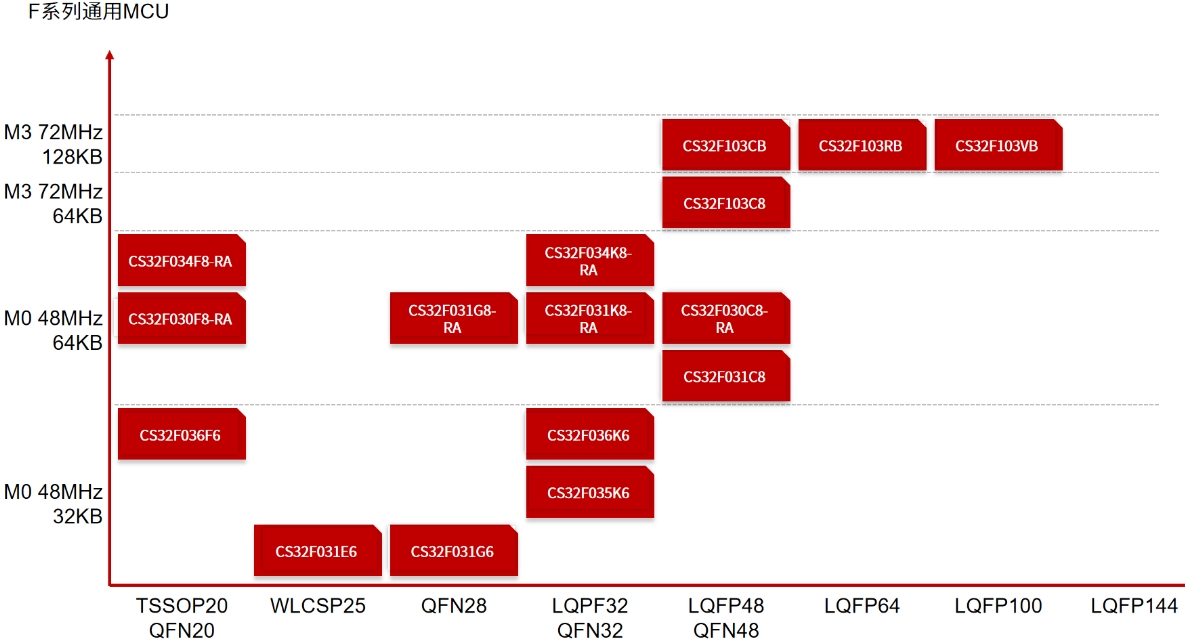 F系列通用MCU
M3 72MHz
128KB
CS32F103CB
CS32F103RB
CS32F103VB
M3 72MHz
64KB
CS32F103C8
CS32F034F8-RA
CS32F034K8-
RA
M0 48MHz
64KB
CS32F030F8-RA
CS32F031G8-
RA
CS32F031K8-
RA
CS32F030C8-
RA
CS32F031C8
CS32F036F6
CS32F036K6
M0 48MHz
32KB
CS32F035K6
CS32F031E6
CS32F031G6
TSSOP20
QFN20
WLCSP25
QFN28
LQPF32
QFN32
LQFP48
QFN48
LQFP64
LQFP100
LQFP144